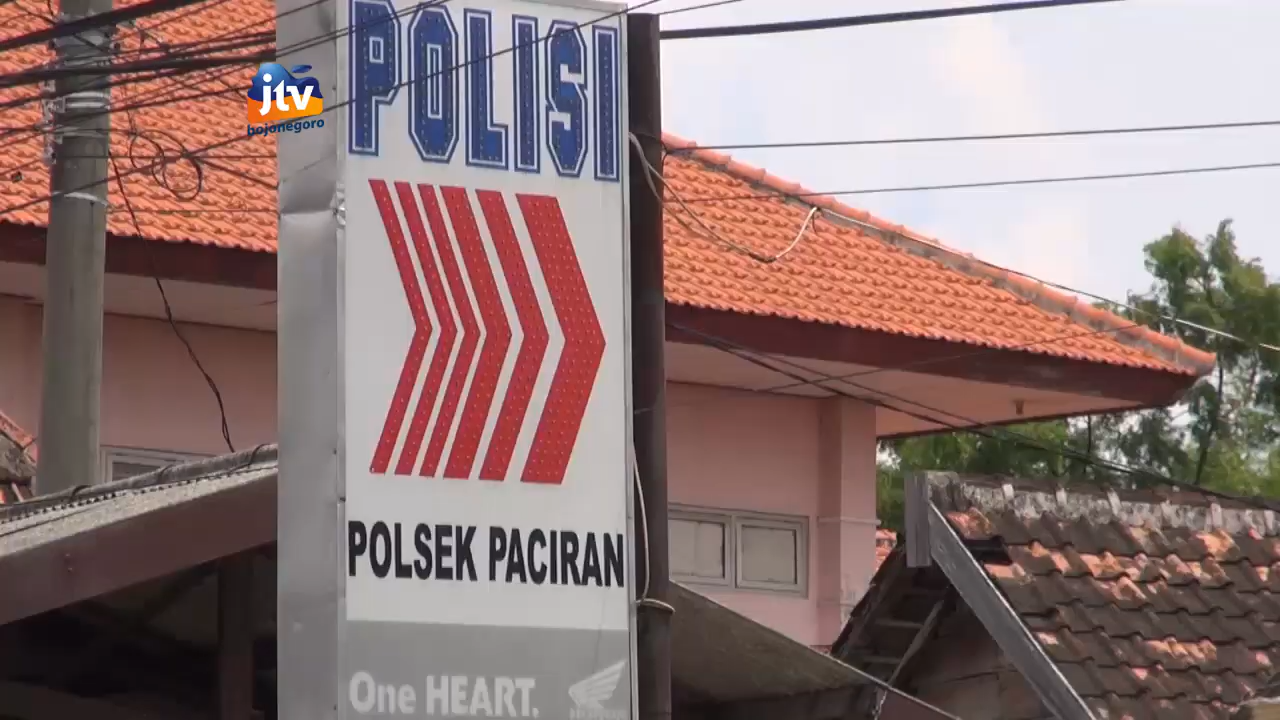 POLISI
jtv
bojonegoro
POLSEK PACIRAN
One HEART.